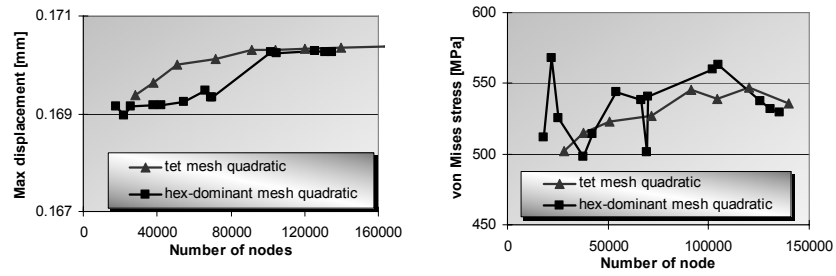 0.171
0.169
0.167
Max displacement [mm]
tet mesh quadratic
hex-dominant mesh quadratic
0 40000 80000 120000 160000
Number of nodes
600
550
500
450
von Mises stress [MPa]
tet mesh quadratic
hex-dominant mesh quadratic
0 50000 100000 150000
Number of node